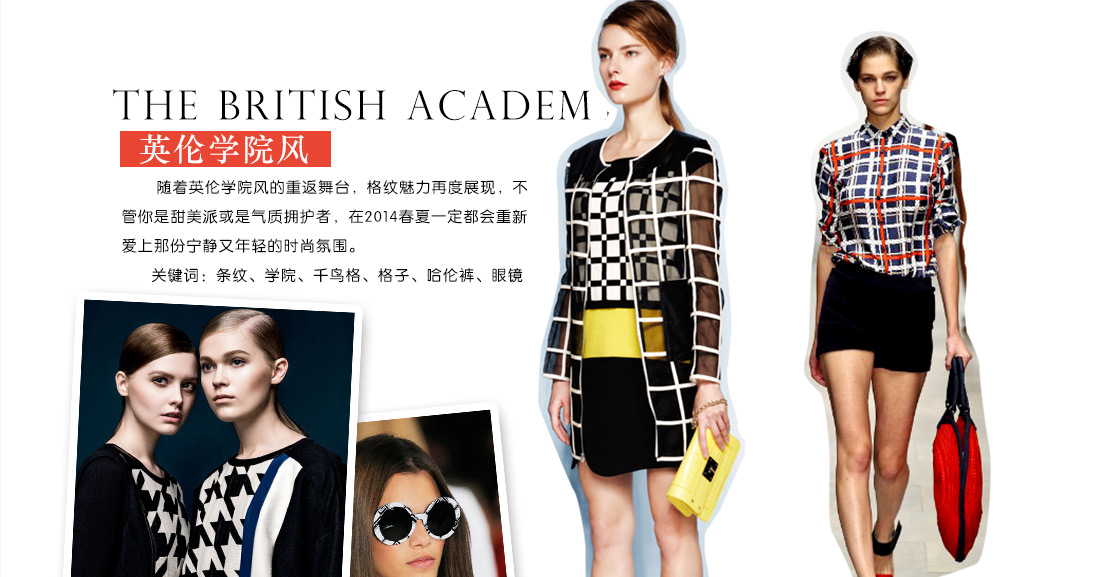 THE BRITISH ACADEM
英伦学院风
随着英伦学院风的重返舞台，格纹魅力再度展现，不
管你是甜美派或是气质拥护者，在2014春夏一定都会重新
爱上那份宁静又年轻的时尚氛围。
关键词：条纹、学院、千鸟格、格子、哈伦裤、眼镜